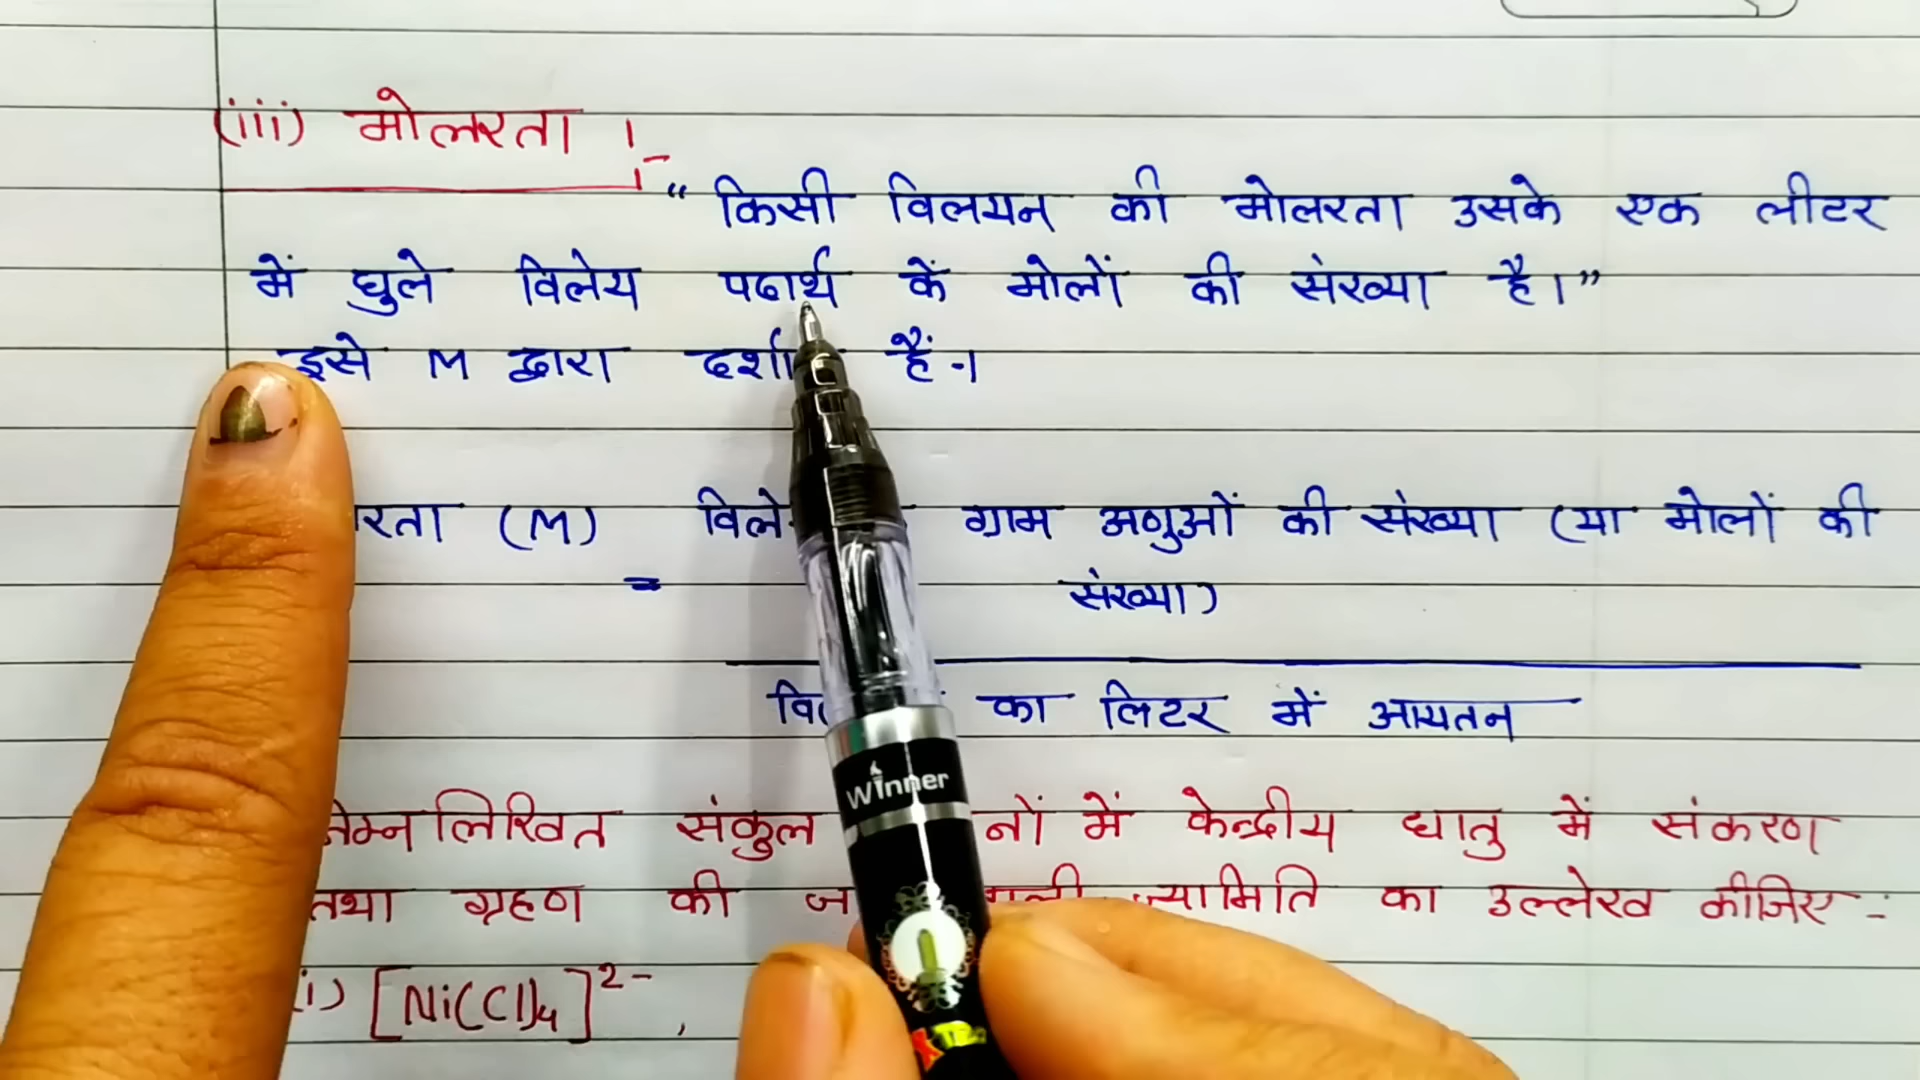 (iii) मोलरता :-
“ किसी विलयन की मोलरता उसके एक लीटर
में घुले विलेय पदार्थ कें मोलों की संख्या है।”
इसे M द्वारा हैं।
(M) = ग्राम अणुओं की संख्या (या मोलों की
संख्या)
का लिटर में आयतन
संकुल में केन्द्रीय धातु में संकरण
तथा ग्रहण की ज्यामिति का उल्लेख कीजिए -
(i) [Ni(Cl)4]2- ,
Winner